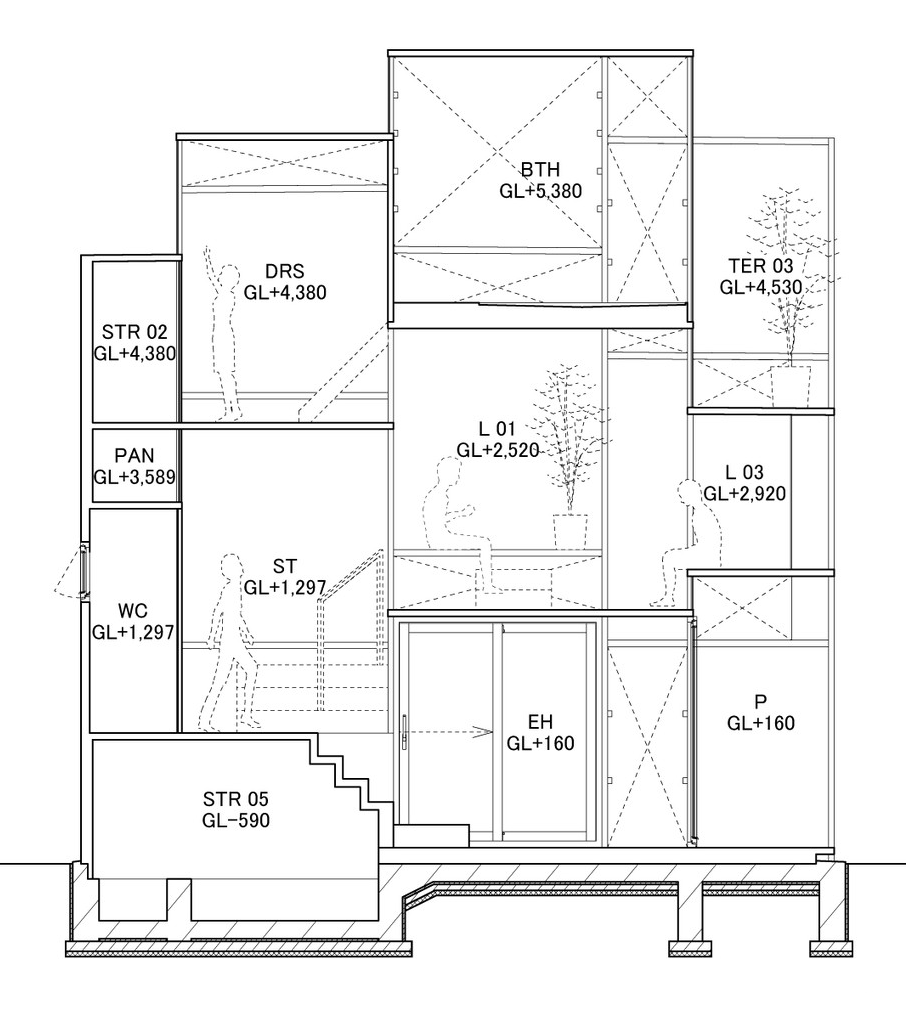 BTH
GL+5,380
DRS
GL+4,380
TER 03
GL+4,530
STR 02
GL+4,380
L 01
GL+2,520
PAN
GL+3,589
L 03
GL+2,920
ST
GL+1,297
WC
GL+1,297
P
GL+160
EH
GL+160
STR 05
GL-590